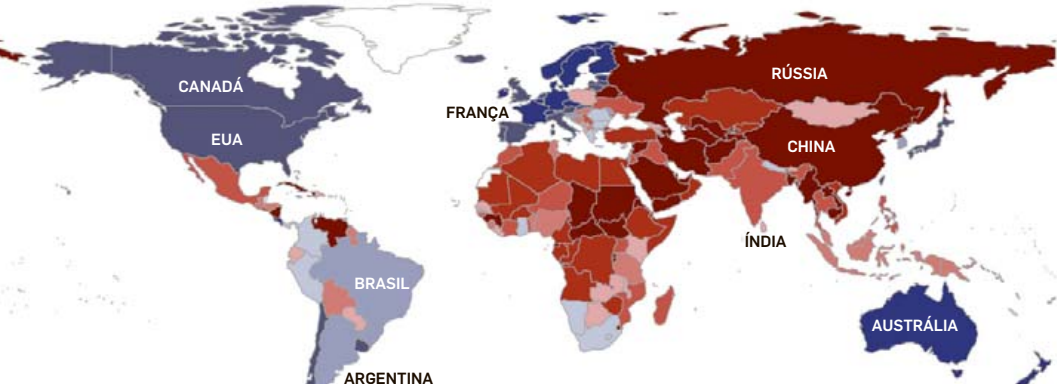 CANADÁ
RÚSSIA
FRANÇA
EUA
CHINA
ÍNDIA
BRASIL
AUSTRÁLIA
ARGENTINA